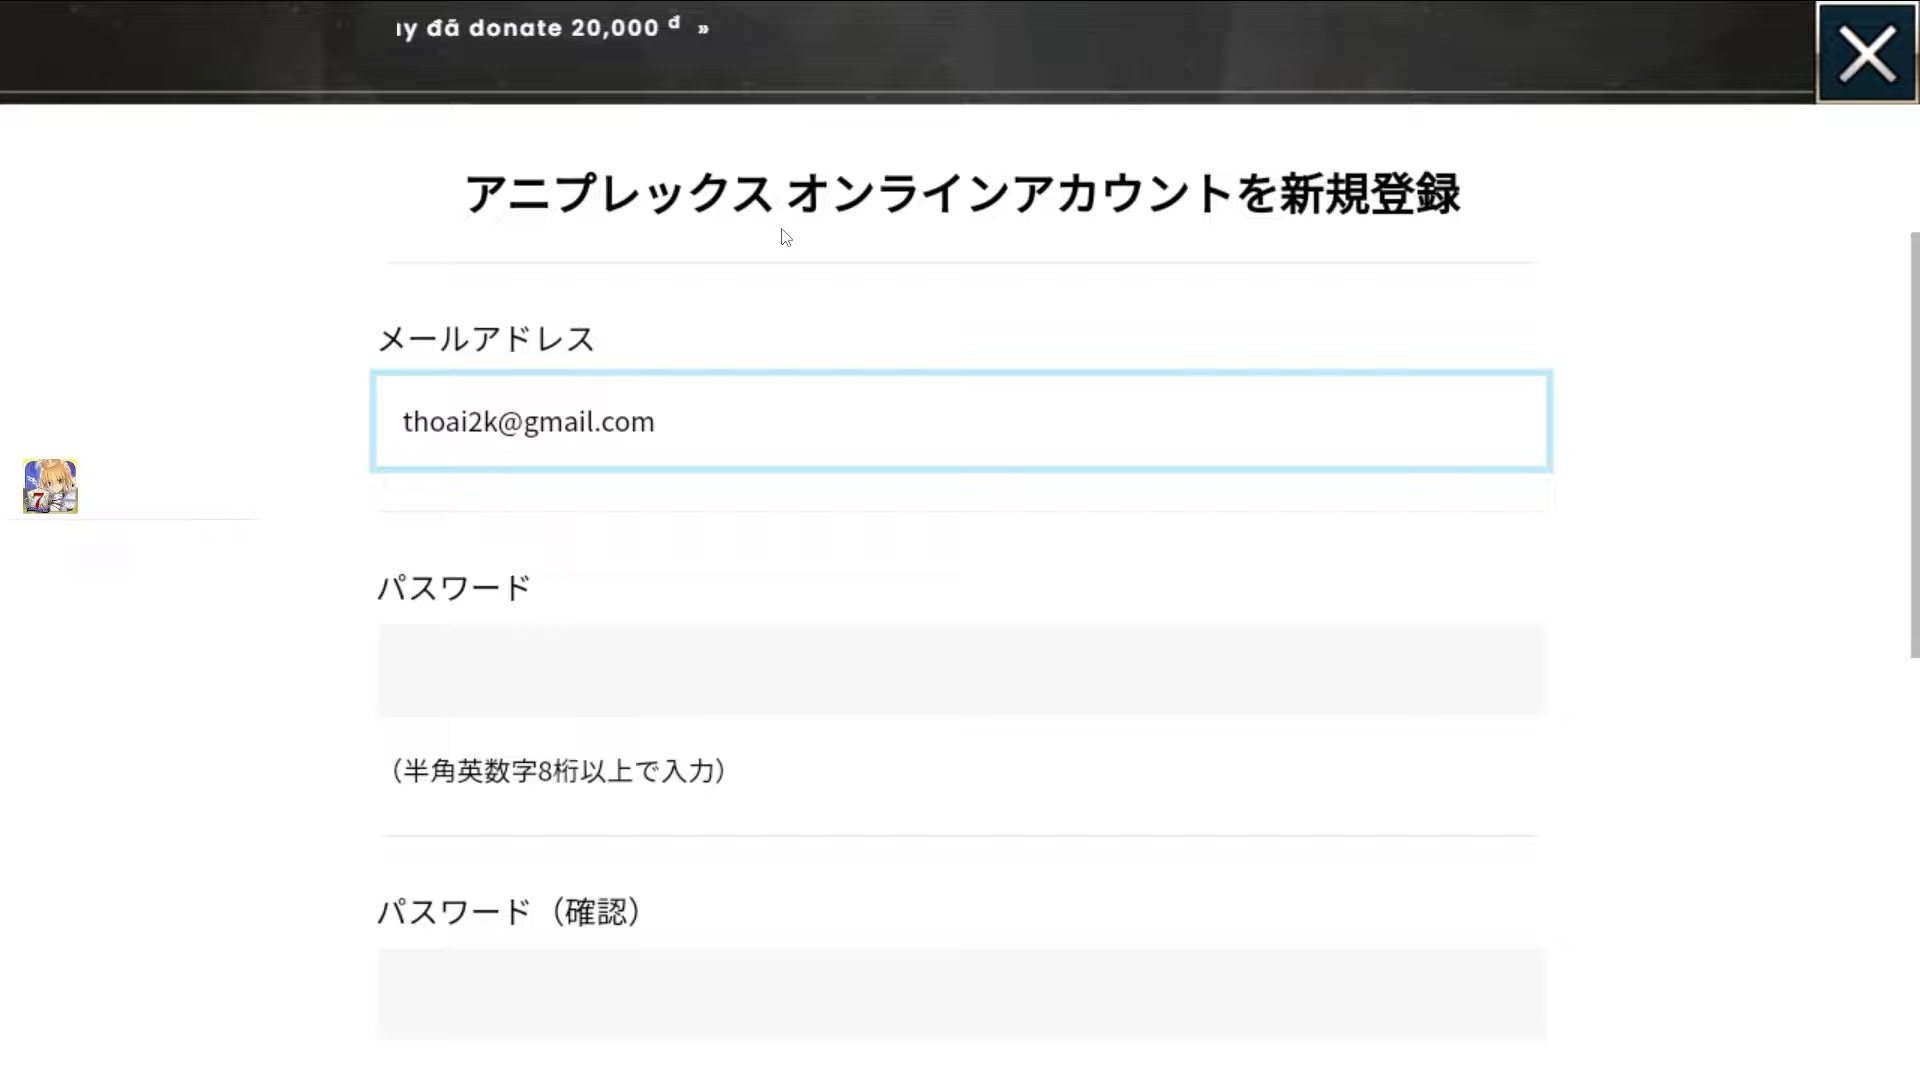 đã donate 20,000 đ »
アニプレックス オンラインアカウントを新規登録
メールアドレス
thoai2k@gmail.com
7
パスワード
（半角英数字8桁以上で入力）
パスワード（確認）